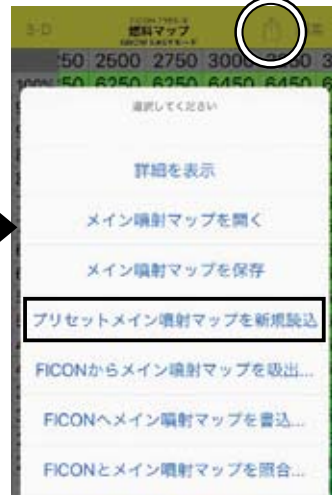 3-D
燃料マップ
50 2500 2750 3000
100% 50 6250 6250 6450 6450 6
選択してください
詳細を表示
メイン噴射マップを開く
メイン噴射マップを保存
プリセットメイン噴射マップを新規読込
FICONからメイン噴射マップを吸出...
FICONへメイン噴射マップを書込...
FICONとメイン噴射マップを照合...